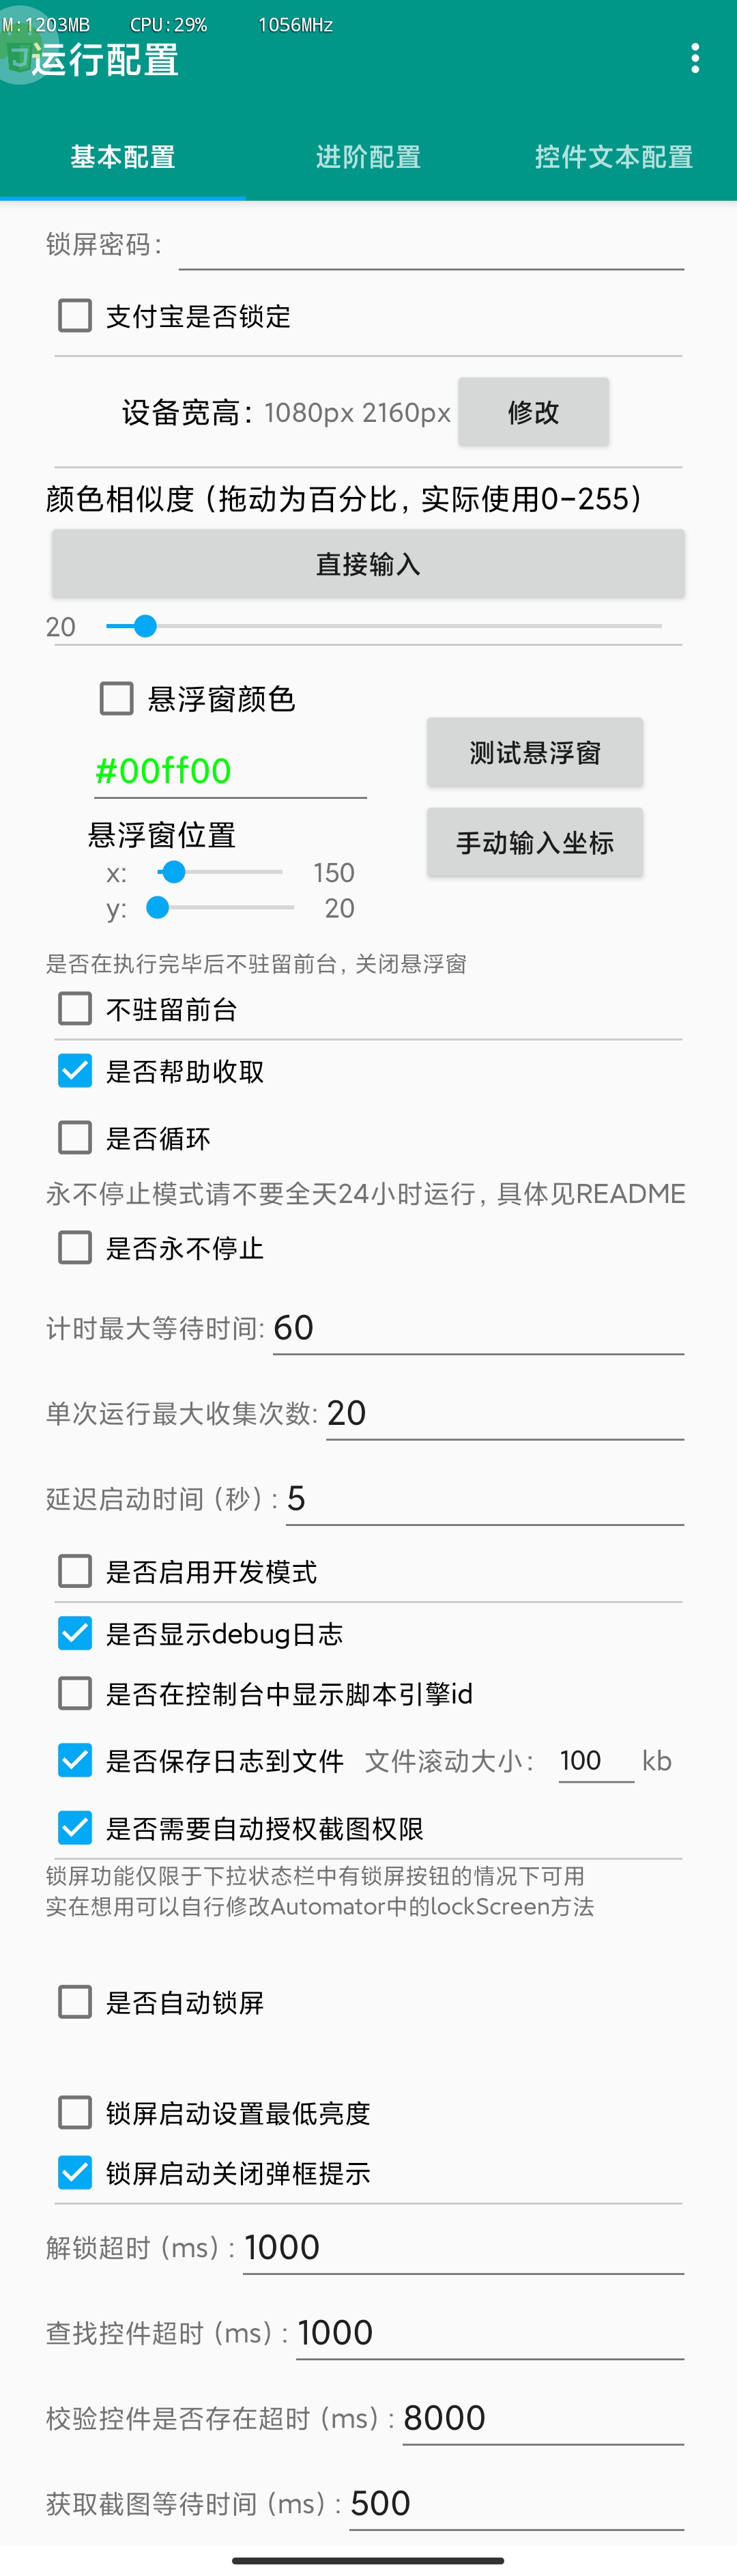 M:1203MB CPU:29% 1056MHz
运行配置
基本配置 进阶配置 控件文本配置
锁屏密码：
支付宝是否锁定
设备宽高：1080px 2160px 修改
颜色相似度（拖动为百分比，实际使用0-255）
直接输入
20
悬浮窗颜色
测试悬浮窗
#00ff00
手动输入坐标
悬浮窗位置
x: 150
y: 20
是否在执行完毕后不驻留前台，关闭悬浮窗
不驻留前台
是否帮助收取
是否循环
永不停止模式请不要全天24小时运行，具体见README
是否永不停止
计时最大等待时间: 60
单次运行最大收集次数: 20
延迟启动时间（秒）: 5
是否启用开发模式
是否显示debug日志
是否在控制台中显示脚本引擎id
是否保存日志到文件 文件滚动大小： 100 kb
是否需要自动授权截图权限
锁屏功能仅限于下拉状态栏中有锁屏按钮的情况下可用
实在想用可以自行修改Automator中的lockScreen方法
是否自动锁屏
锁屏启动设置最低亮度
锁屏启动关闭弹框提示
解锁超时（ms）: 1000
查找控件超时（ms）: 1000
校验控件是否存在超时（ms）: 8000
获取截图等待时间（ms）: 500